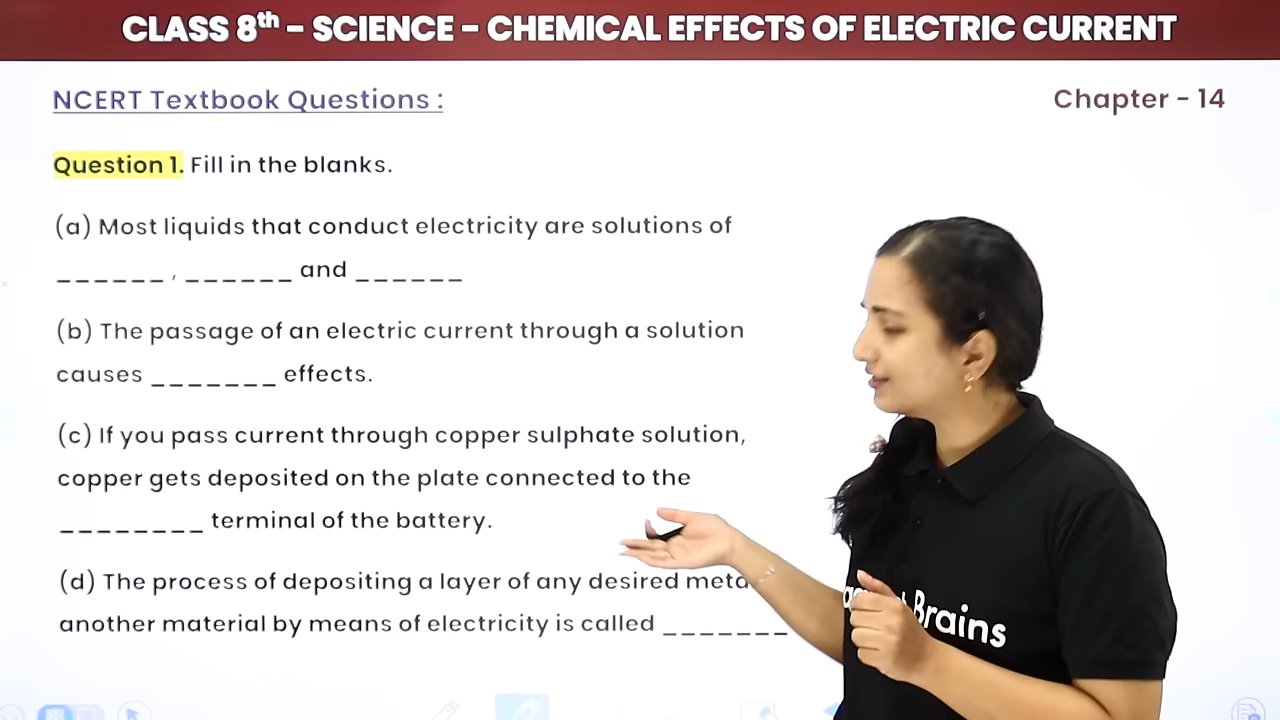 CLASS 8th - SCIENCE - CHEMICAL EFFECTS OF ELECTRIC CURRENT
NCERT Textbook Questions :
Chapter - 14
Question 1. Fill in the blanks.
(a) Most liquids that conduct electricity are solutions of
______ , ______ and ______
(b) The passage of an electric current through a solution
causes _______ effects.
(c) If you pass current through copper sulphate solution,
copper gets deposited on the plate connected to the
________ terminal of the battery.
(d) The process of depositing a layer of any desired
another material by means of electricity is called _______
Brains